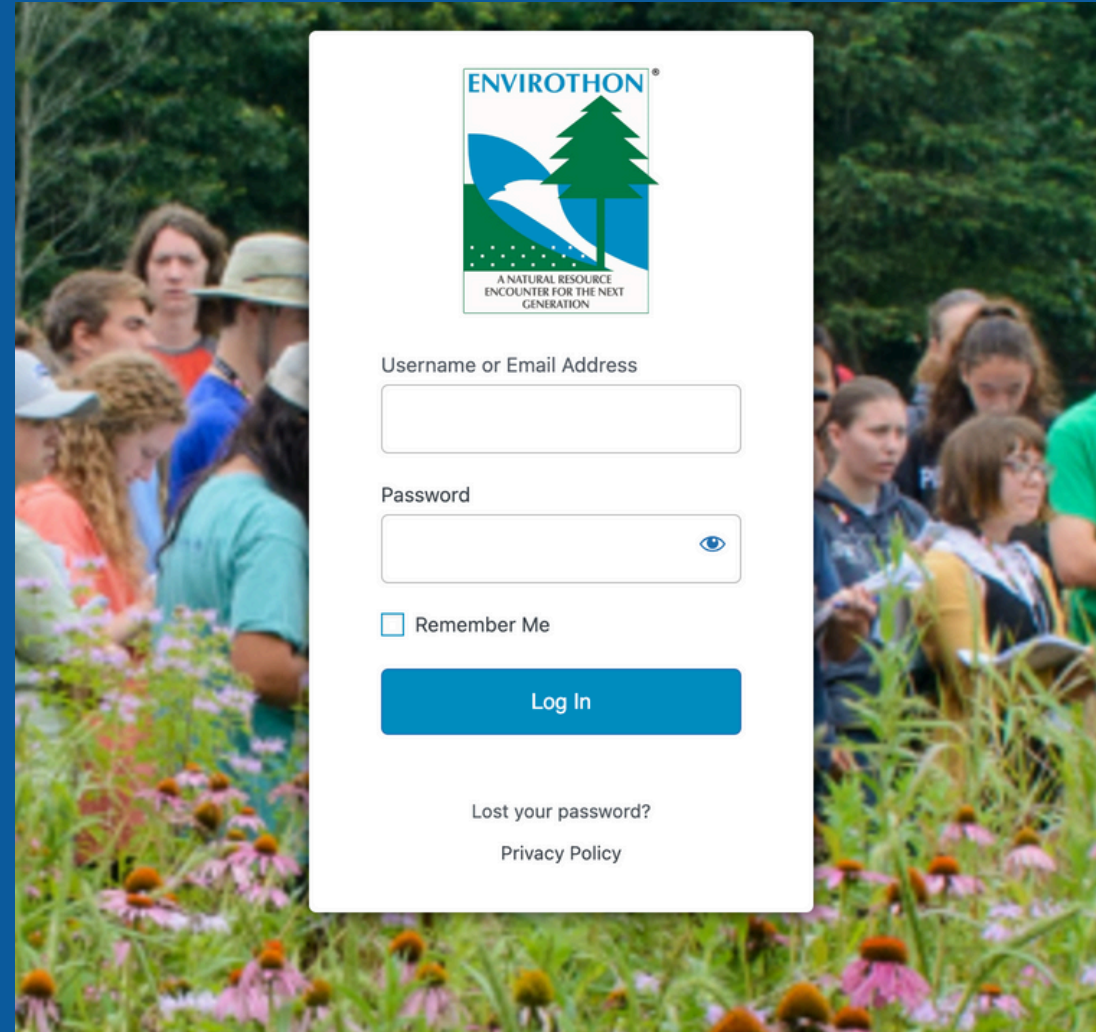 ENVIROTHON®
A NATURAL RESOURCE
ENCOUNTER FOR THE NEXT
GENERATION
Username or Email Address
Password
Remember Me
Log In
Lost your password?
Privacy Policy